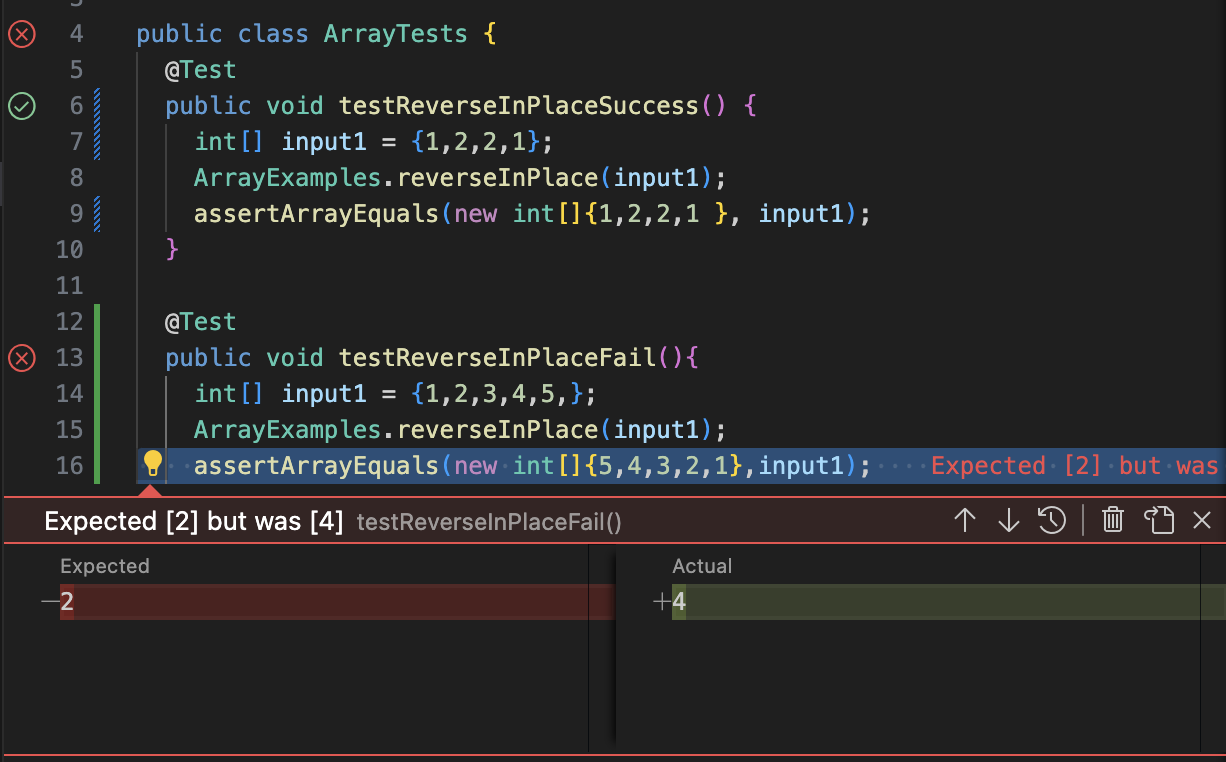 4 public class ArrayTests {
5 @Test
6 public void testReverseInPlaceSuccess() {
7 int[] input1 = {1,2,2,1};
8 ArrayExamples.reverseInPlace(input1);
9 assertArrayEquals(new int[]{1,2,2,1 }, input1);
10 }
11
12 @Test
13 public void testReverseInPlaceFail(){
14 int[] input1 = {1,2,3,4,5,};
15 ArrayExamples.reverseInPlace(input1);
16 assertArrayEquals(new int[]{5,4,3,2,1},input1); Expected [2] but was
Expected [2] but was [4] testReverseInPlaceFail()
Expected Actual
—2 +4